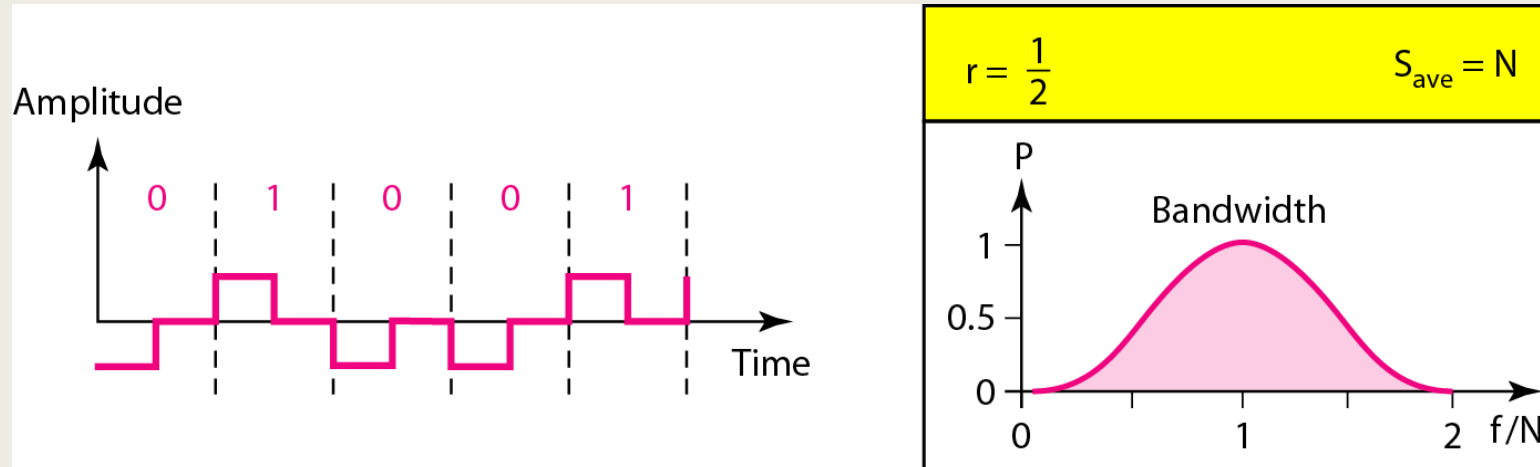 Amplitude
0 1 0 0 1
Time
r = 1/2
S_ave = N
P
Bandwidth
1
0.5
0
0 1 2 f/N